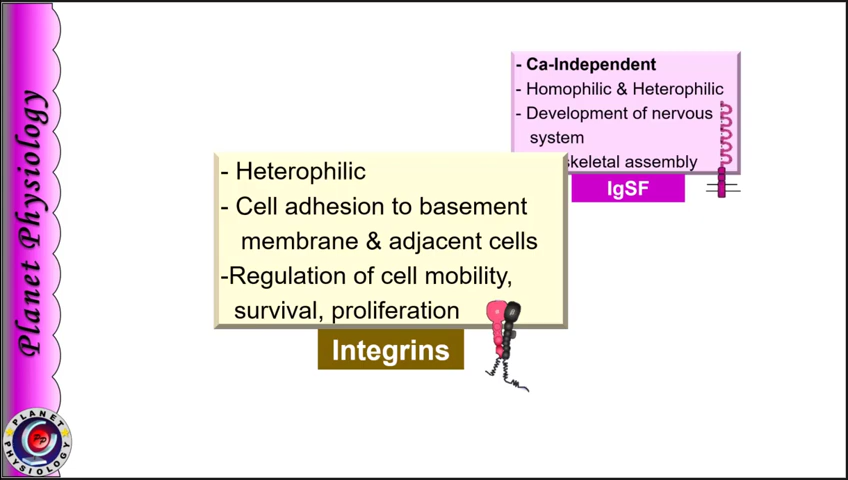 Planet Physiology
- Ca-Independent
- Homophilic & Heterophilic
- Development of nervous
system
skeletal assembly
IgSF
- Heterophilic
- Cell adhesion to basement
membrane & adjacent cells
-Regulation of cell mobility,
survival, proliferation
Integrins
PLANET
PP
PHYSIOLOGY